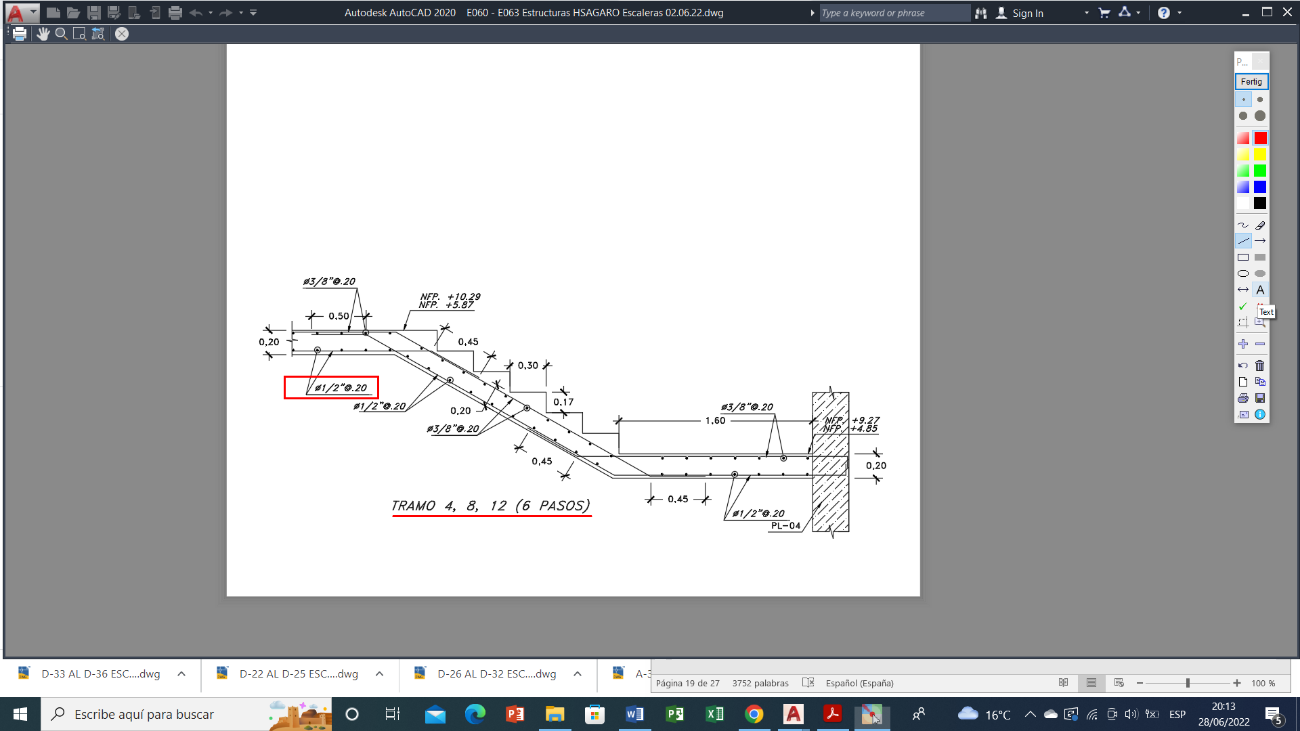 Autodesk AutoCAD 2020 E060 - E063 Estructuras HSAGARO Escaleras 02.06.22.dwg
Type a keyword or phrase
Sign In
P...
Fertig
A
Text
ø3/8"@.20
NFP. +10.29
NFP. +5.87
0,50
0,20
0,45
0,30
ø1/2"@.20
ø1/2"@.20
0,17
0,20
ø3/8"@.20
ø3/8"@.20
1,60
NFP. +9.27
NFP. +4.85
0,45
0,20
0,45
TRAMO 4, 8, 12 (6 PASOS)
ø1/2"@.20
PL-04
D-33 AL D-36 ESC....dwg
D-22 AL D-25 ESC....dwg
D-26 AL D-32 ESC....dwg
A-3
Página 19 de 27 3752 palabras Español (España)
100 %
Escribe aquí para buscar
16°C
ESP
20:13
28/06/2022
5